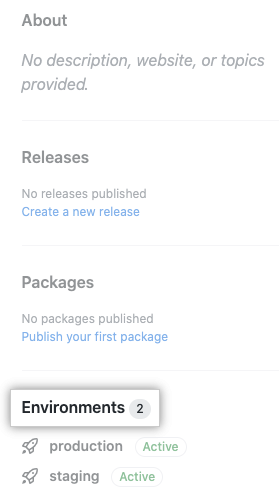 About
No description, website, or topics
provided.
Releases
No releases published
Create a new release
Packages
No packages published
Publish your first package
Environments 2
production Active
staging Active